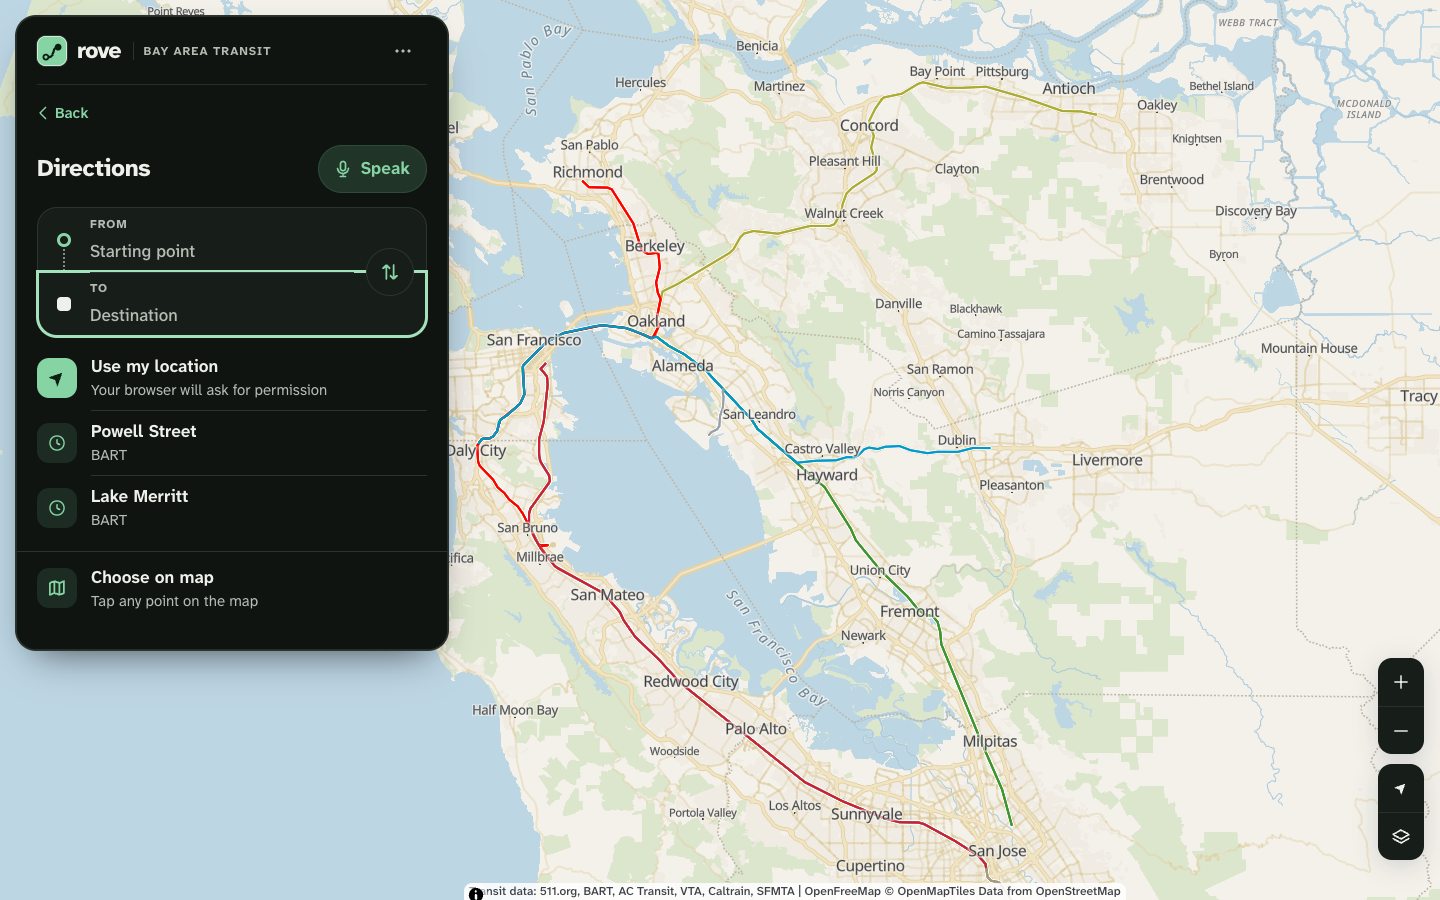 rove
BAY AREA TRANSIT
Back
Directions
Speak
FROM
Starting point
TO
Destination
Use my location
Your browser will ask for permission
Powell Street
BART
Lake Merritt
BART
Choose on map
Tap any point on the map
Point Reyes
San Pablo Bay
Benicia
WEBB TRACT
Hercules
Martinez
Bay Point
Pittsburg
Antioch
Bethel Island
Oakley
MCDONALD
ISLAND
Concord
Knightsen
San Pablo
Richmond
Pleasant Hill
Clayton
Brentwood
Walnut Creek
Discovery Bay
Berkeley
Byron
Danville
Blackhawk
Oakland
Camino Tassajara
San Francisco
Mountain House
Alameda
San Ramon
Norris Canyon
Tracy
San Leandro
Daly City
Castro Valley
Dublin
Livermore
Hayward
Pleasanton
San Bruno
Millbrae
Union City
San Mateo
Fremont
Newark
San Francisco Bay
Redwood City
Half Moon Bay
Palo Alto
Woodside
Milpitas
Los Altos
Portola Valley
Sunnyvale
San Jose
Cupertino
data: 511.org, BART, AC Transit, VTA, Caltrain, SFMTA | OpenFreeMap © OpenMapTiles Data from OpenStreetMap